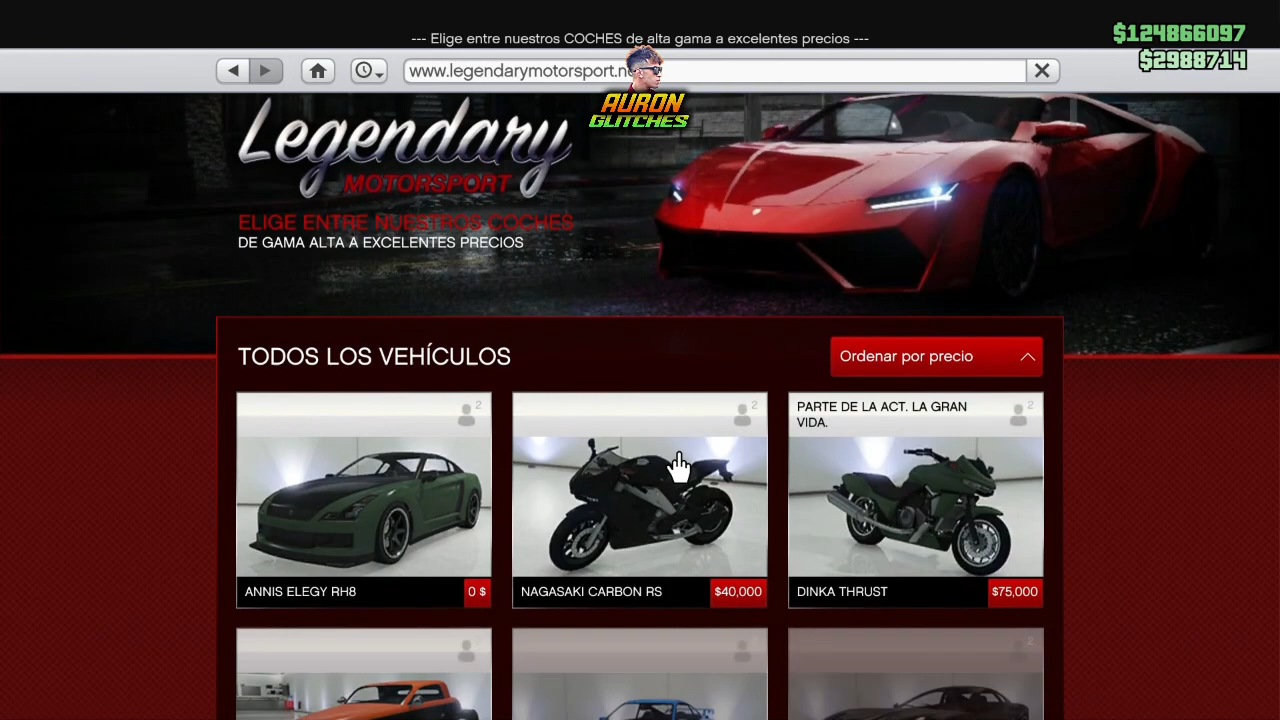 --- Elige entre nuestros COCHES de alta gama a excelentes precios ---
$124866097
$2988714
www.legendarymotorsport.n
AURON
GLITCHES
Legendary
MOTORSPORT
ELIGE ENTRE NUESTROS COCHES
DE GAMA ALTA A EXCELENTES PRECIOS
TODOS LOS VEHÍCULOS
Ordenar por precio
2
2
PARTE DE LA ACT. LA GRAN
VIDA.
2
ANNIS ELEGY RH8
0 $
NAGASAKI CARBON RS
$40,000
DINKA THRUST
$75,000
2